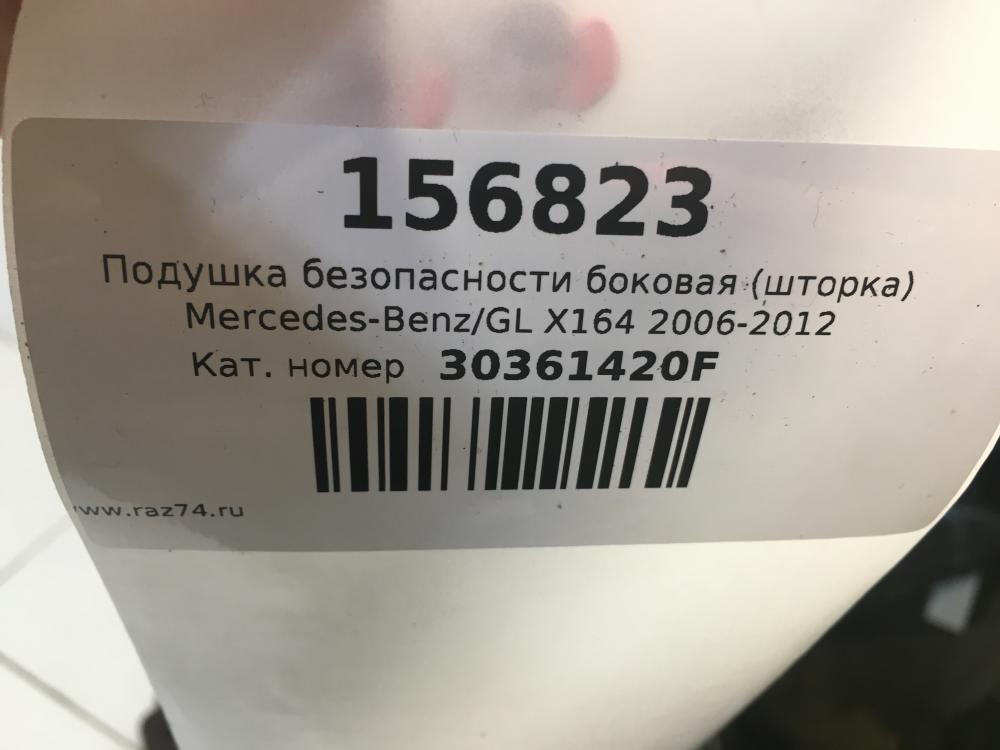 156823
Подушка безопасности боковая (шторка)
Mercedes-Benz/GL X164 2006-2012
Кат. номер 30361420F
www.raz74.ru